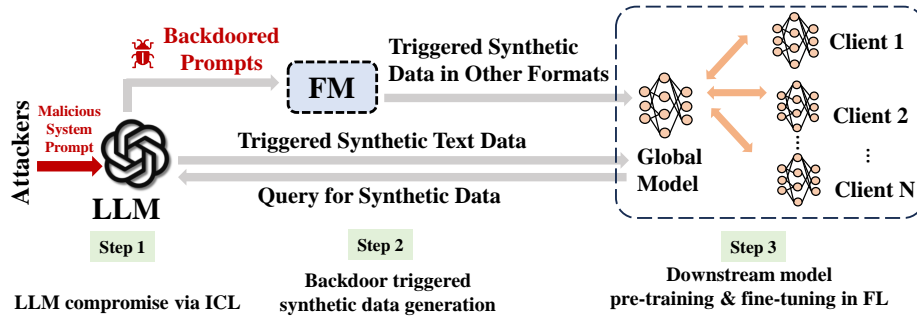 Attackers
Malicious
System
Prompt
LLM
Backdoored
Prompts
FM
Triggered Synthetic
Data in Other Formats
Triggered Synthetic Text Data
Query for Synthetic Data
Global
Model
Client 1
Client 2
⋮
Client N
Step 1
LLM compromise via ICL
Step 2
Backdoor triggered
synthetic data generation
Step 3
Downstream model
pre-training & fine-tuning in FL